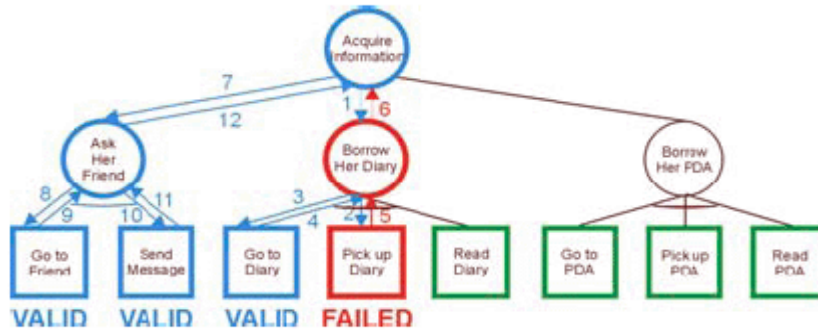 Acquire
Information
7
12
1
6
Ask
Her
Friend
Borrow
Her Diary
Borrow
Her PDA
8
9
10
11
3
4
2
5
Go to
Friend
Send
Message
Go to
Diary
Pick up
Diary
Read
Diary
Go to
PDA
Pick up
PDA
Read
PDA
VALID
VALID
VALID
FAILED